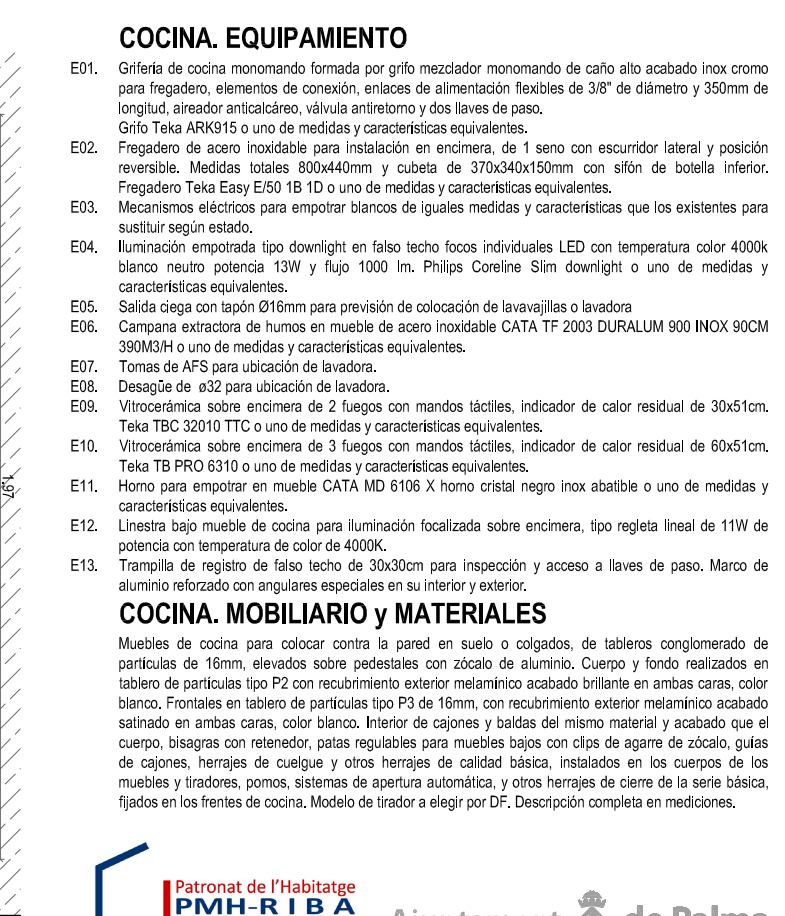 COCINA. EQUIPAMIENTO
E01. Grifería de cocina monomando formada por grifo mezclador monomando de caño alto acabado inox cromo
para fregadero, elementos de conexión, enlaces de alimentación flexibles de 3/8" de diámetro y 350mm de
longitud, aireador anticalcáreo, válvula antiretorno y dos llaves de paso.
Grifo Teka ARK915 o uno de medidas y características equivalentes.
E02. Fregadero de acero inoxidable para instalación en encimera, de 1 seno con escurridor lateral y posición
reversible. Medidas totales 800x440mm y cubeta de 370x340x150mm con sifón de botella inferior.
Fregadero Teka Easy E/50 1B 1D o uno de medidas y características equivalentes.
E03. Mecanismos eléctricos para empotrar blancos de iguales medidas y características que los existentes para
sustituir según estado.
E04. Iluminación empotrada tipo downlight en falso techo focos individuales LED con temperatura color 4000k
blanco neutro potencia 13W y flujo 1000 lm. Philips Coreline Slim downlight o uno de medidas y
características equivalentes.
E05. Salida ciega con tapón Ø16mm para previsión de colocación de lavavajillas o lavadora
E06. Campana extractora de humos en mueble de acero inoxidable CATA TF 2003 DURALUM 900 INOX 90CM
390M3/H o uno de medidas y características equivalentes.
E07. Tomas de AFS para ubicación de lavadora.
E08. Desagüe de ø32 para ubicación de lavadora.
E09. Vitrocerámica sobre encimera de 2 fuegos con mandos táctiles, indicador de calor residual de 30x51cm.
Teka TBC 32010 TTC o uno de medidas y características equivalentes.
E10. Vitrocerámica sobre encimera de 3 fuegos con mandos táctiles, indicador de calor residual de 60x51cm.
Teka TB PRO 6310 o uno de medidas y características equivalentes.
E11. Horno para empotrar en mueble CATA MD 6106 X horno cristal negro inox abatible o uno de medidas y
características equivalentes.
E12. Linestra bajo mueble de cocina para iluminación focalizada sobre encimera, tipo regleta lineal de 11W de
potencia con temperatura de color de 4000K.
E13. Trampilla de registro de falso techo de 30x30cm para inspección y acceso a llaves de paso. Marco de
aluminio reforzado con angulares especiales en su interior y exterior.
COCINA. MOBILIARIO y MATERIALES
Muebles de cocina para colocar contra la pared en suelo o colgados, de tableros conglomerado de
partículas de 16mm, elevados sobre pedestales con zócalo de aluminio. Cuerpo y fondo realizados en
tablero de partículas tipo P2 con recubrimiento exterior melamínico acabado brillante en ambas caras, color
blanco. Frontales en tablero de partículas tipo P3 de 16mm, con recubrimiento exterior melamínico acabado
satinado en ambas caras, color blanco. Interior de cajones y baldas del mismo material y acabado que el
cuerpo, bisagras con retenedor, patas regulables para muebles bajos con clips de agarre de zócalo, guías
de cajones, herrajes de cuelgue y otros herrajes de calidad básica, instalados en los cuerpos de los
muebles y tiradores, pomos, sistemas de apertura automática, y otros herrajes de cierre de la serie básica,
fijados en los frentes de cocina. Modelo de tirador a elegir por DF. Descripción completa en mediciones.
1.97
Patronat de l'Habitatge
PMH-RIBA
Ajuntament de Palma